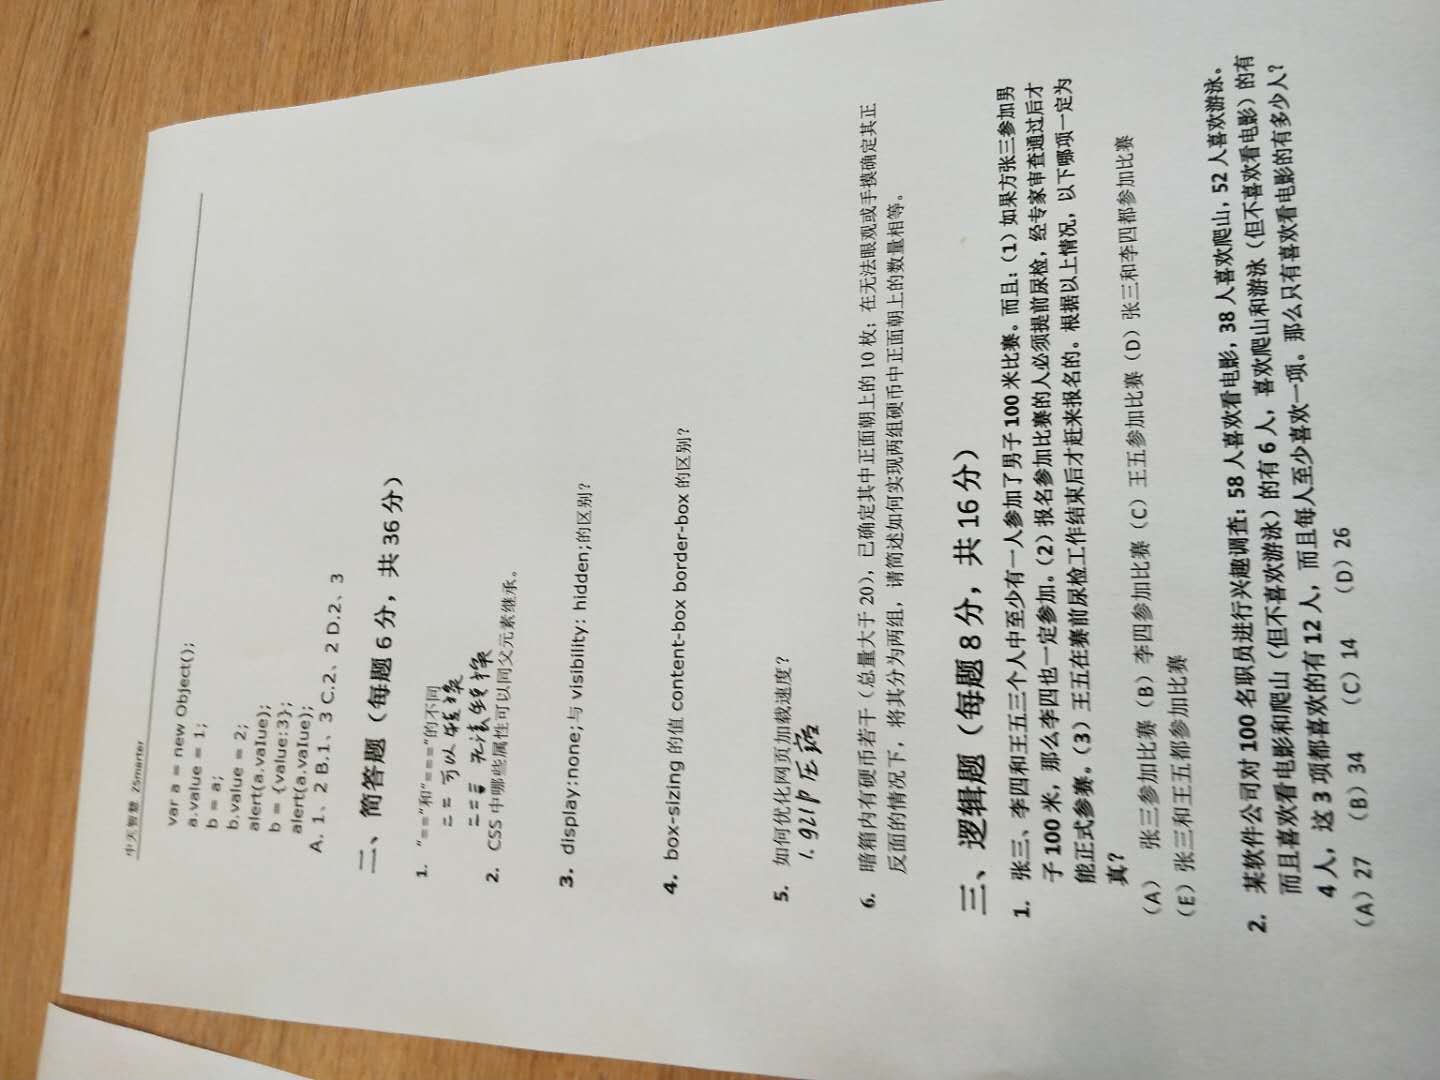 中天智慧 ZSmarter
var a = new Object();
a.value = 1;
b = a;
b.value = 2;
alert(a.value);
b = {value:3};
alert(a.value);
A. 1、2 B.1、3 C.2、2 D.2、3
二、简答题（每题 6 分，共 36 分）
1. "=="和"==="的不同
== 可以转换
=== 无法转换
2. CSS 中哪些属性可以同父元素继承。
3. display:none;与 visibility: hidden;的区别?
4. box-sizing 的值 content-box border-box 的区别?
5. 如何优化网页加载速度?
1. gzip 压缩
6. 暗箱内有硬币若干（总量大于 20），已确定其中正面朝上的 10 枚；在无法眼观或手摸确定其正
反面的情况下，将其分为两组，请简述如何实现两组硬币中正面朝上的数量相等。
三、逻辑题（每题 8 分，共 16 分）
1. 张三、李四和王五三个人中至少有一人参加了男子 100 米比赛。而且:（1）如果方张三参加男
子 100 米，那么李四也一定参加。（2）报名参加比赛的人必须提前尿检，经专家审查通过后才
能正式参赛。（3）王五在赛前尿检工作结束后才赶来报名的。根据以上情况，以下哪项一定为
真?
（A） 张三参加比赛（B）李四参加比赛（C）王五参加比赛（D）张三和李四都参加比赛
（E）张三和王五都参加比赛
2. 某软件公司对 100 名职员进行兴趣调查: 58 人喜欢看电影, 38 人喜欢爬山, 52 人喜欢游泳。
而且喜欢看电影和爬山（但不喜欢游泳）的有 6 人，喜欢爬山和游泳（但不喜欢看电影）的有
4 人，这 3 项都喜欢的有 12 人，而且每人至少喜欢一项。那么只有喜欢看电影的有多少人?
（A）27 （B）34 （C）14 （D）26